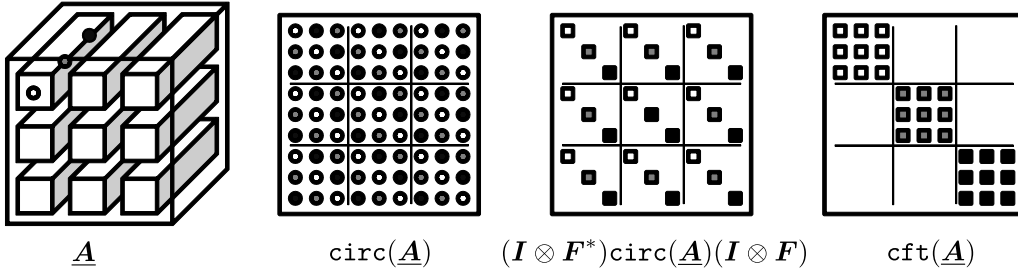 A
circ(A)
(I ⊗ F*)circ(A)(I ⊗ F)
cft(A)